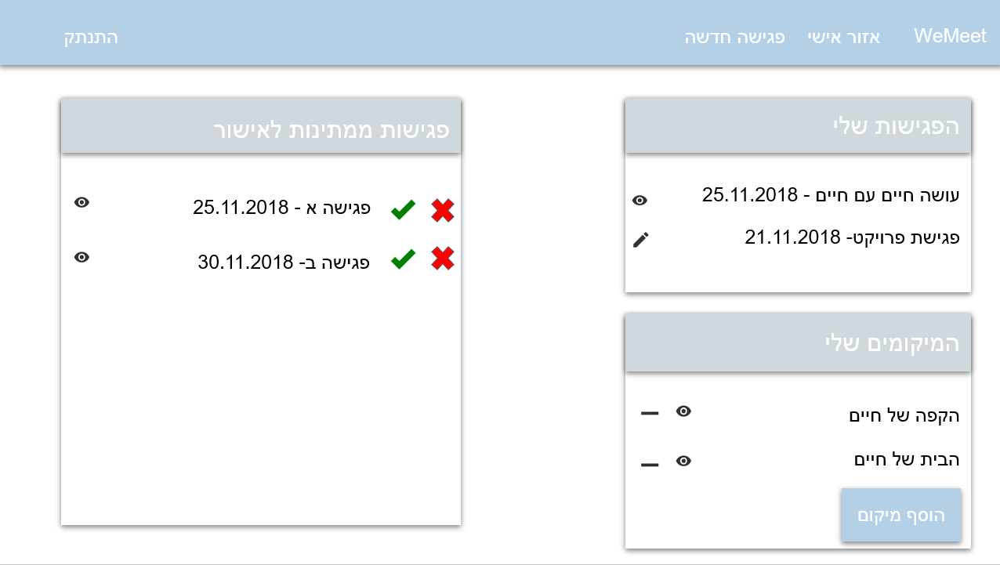 WeMeet
אזור אישי
פגישה חדשה
התנתק
הפגישות שלי
עושה חיים עם חיים - 25.11.2018
פגישת פרויקט- 21.11.2018
המיקומים שלי
הקפה של חיים
הבית של חיים
הוסף מיקום
פגישות ממתינות לאישור
פגישה א - 25.11.2018
פגישה ב- 30.11.2018